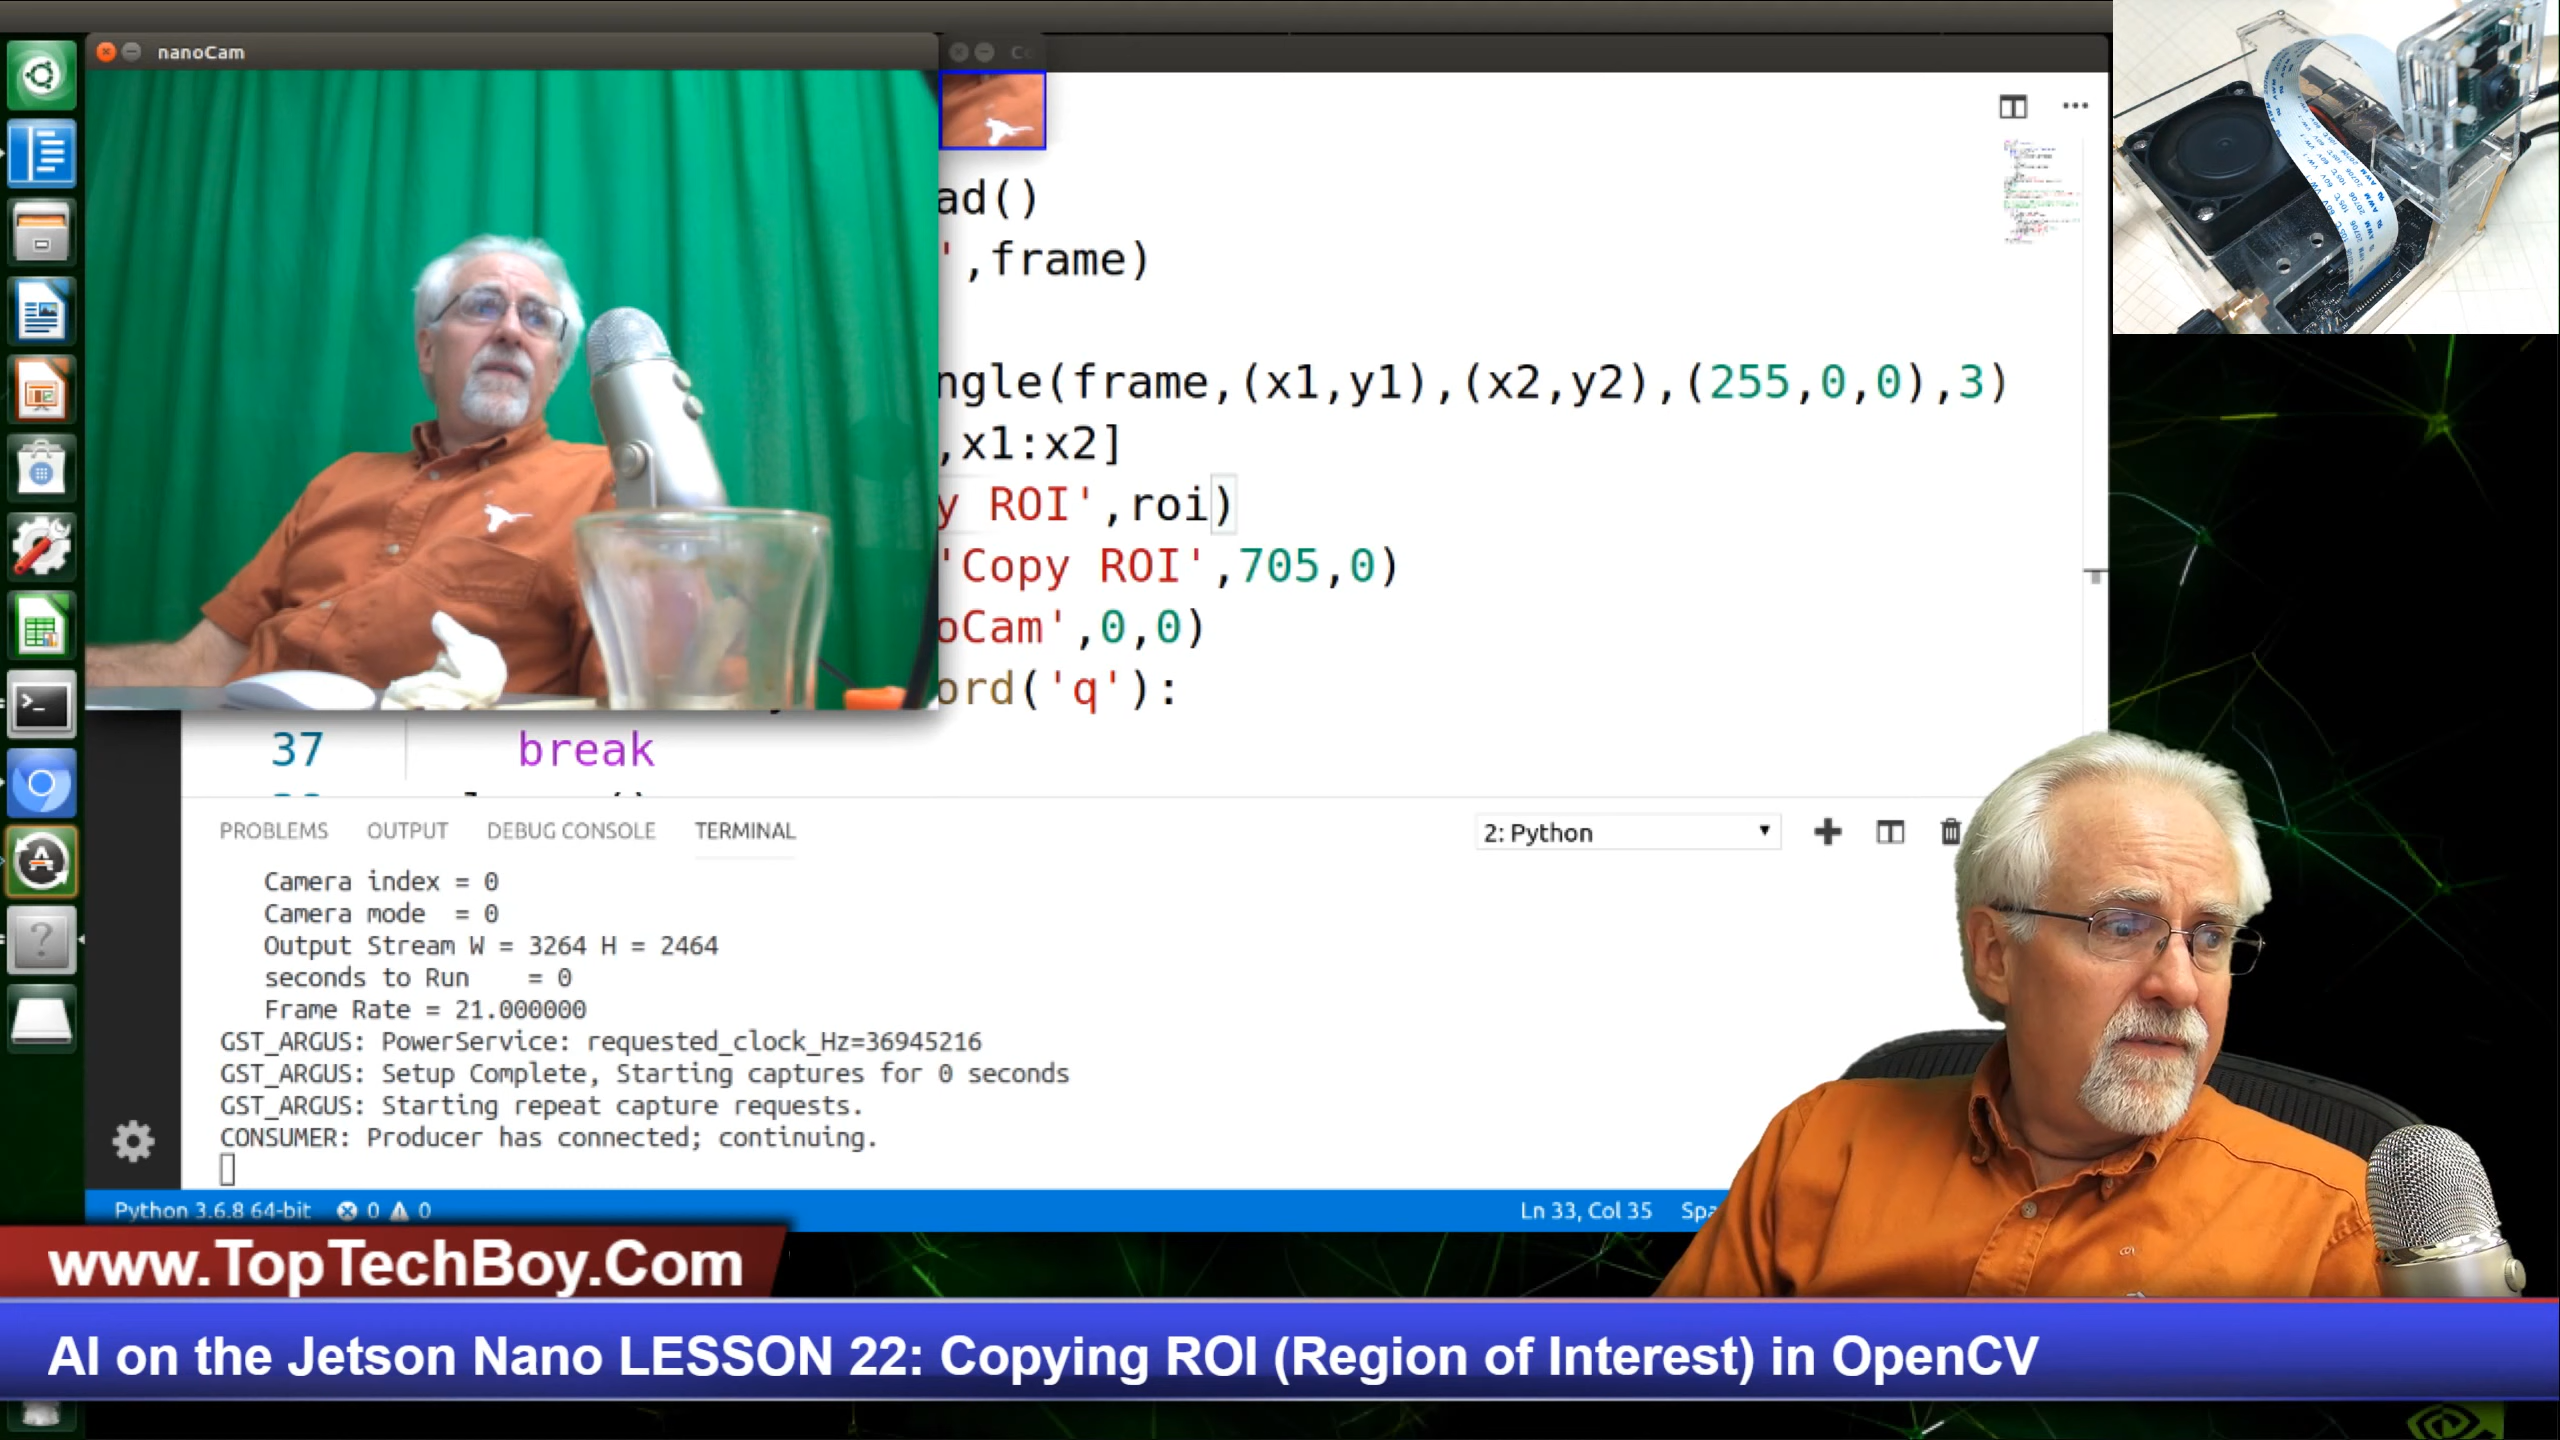 nanoCam
Co
ad()
',frame)
ngle(frame,(x1,y1),(x2,y2),(255,0,0),3)
,x1:x2]
y ROI',roi)
'Copy ROI',705,0)
oCam',0,0)
ord('q'):
37 break
PROBLEMS OUTPUT DEBUG CONSOLE TERMINAL
2: Python
Camera index = 0
Camera mode = 0
Output Stream W = 3264 H = 2464
seconds to Run = 0
Frame Rate = 21.000000
GST_ARGUS: PowerService: requested_clock_Hz=36945216
GST_ARGUS: Setup Complete, Starting captures for 0 seconds
GST_ARGUS: Starting repeat capture requests.
CONSUMER: Producer has connected; continuing.
Python 3.6.8 64-bit 0 0
Ln 33, Col 35 Spa
www.TopTechBoy.Com
AI on the Jetson Nano LESSON 22: Copying ROI (Region of Interest) in OpenCV